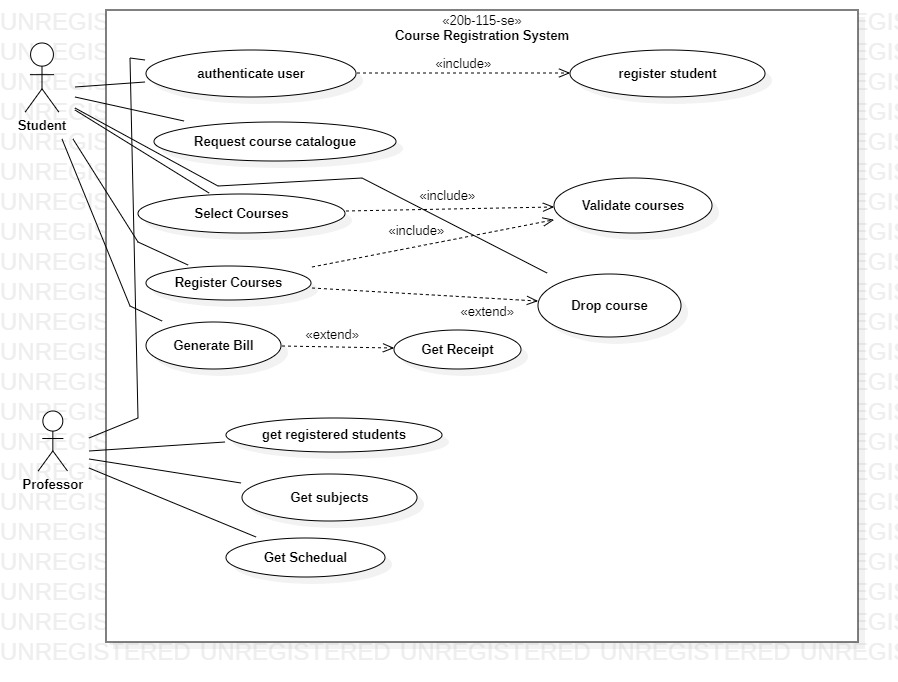 «20b-115-se»
Course Registration System
authenticate user
«include»
register student
Student
Request course catalogue
Select Courses
«include»
Validate courses
«include»
Register Courses
Drop course
«extend»
Generate Bill
«extend»
Get Receipt
get registered students
Professor
Get subjects
Get Schedual
UNREGISTERED UNREGISTERED UNREGISTERED UNREGISTERED